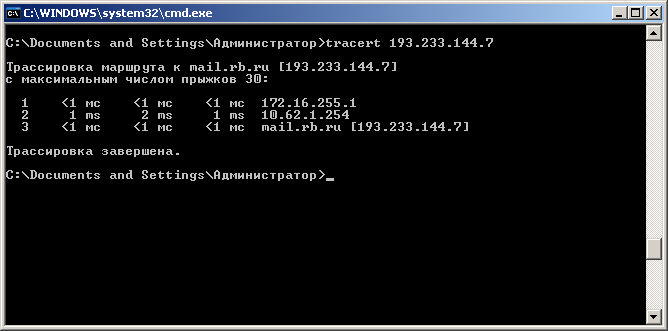 C:\WINDOWS\system32\cmd.exe
C:\Documents and Settings\Администратор>tracert 193.233.144.7
Трассировка маршрута к mail.rb.ru [193.233.144.7]
с максимальным числом прыжков 30:
1 <1 мс <1 мс <1 мс 172.16.255.1
2 <1 ms 2 ms 1 ms 10.62.1.254
3 <1 мс <1 мс <1 мс mail.rb.ru [193.233.144.7]
Трассировка завершена.
C:\Documents and Settings\Администратор>_